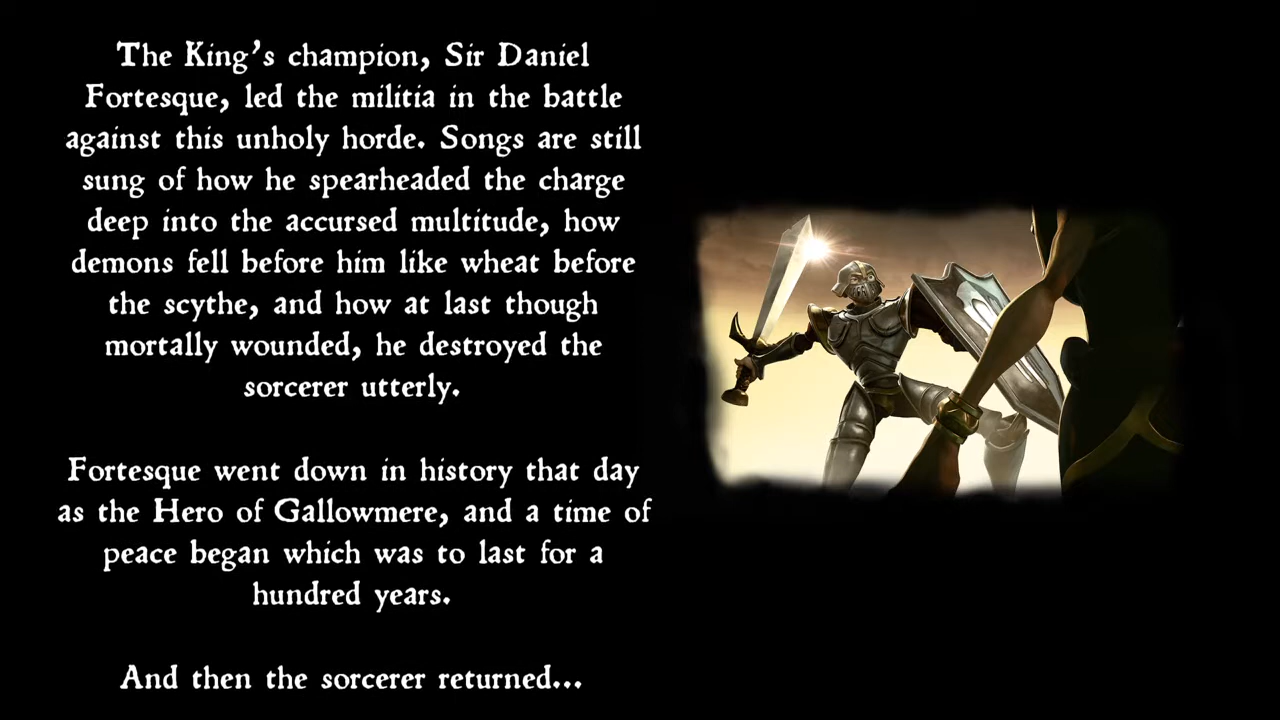 The King's champion, Sir Daniel
Fortesque, led the militia in the battle
against this unholy horde. Songs are still
sung of how he spearheaded the charge
deep into the accursed multitude, how
demons fell before him like wheat before
the scythe, and how at last though
mortally wounded, he destroyed the
sorcerer utterly.
Fortesque went down in history that day
as the Hero of Gallowmere, and a time of
peace began which was to last for a
hundred years.
And then the sorcerer returned...